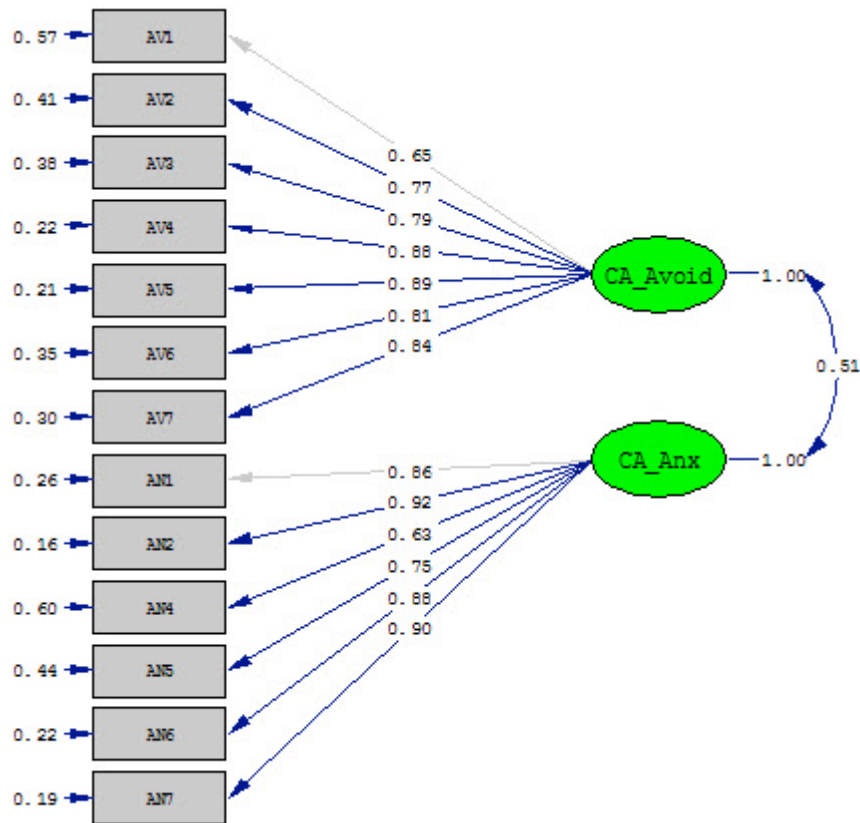 0.57 AV1
0.41 AV2
0.38 AV3
0.22 AV4
0.21 AV5
0.35 AV6
0.30 AV7
0.26 AN1
0.16 AN2
0.60 AN4
0.44 AN5
0.22 AN6
0.19 AN7
0.65
0.77
0.79
0.88
0.89
0.81
0.84
0.86
0.92
0.63
0.75
0.88
0.90
CA_Avoid 1.00
0.51
CA_Anx 1.00